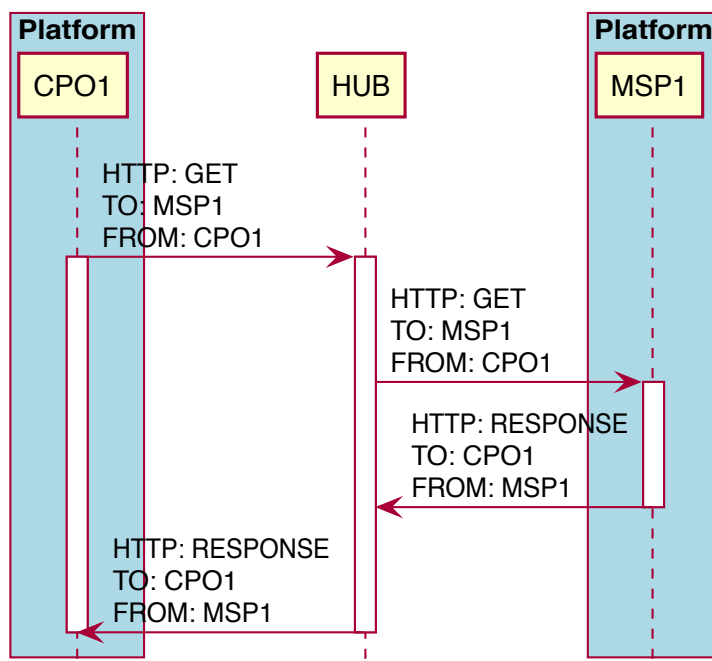 Platform
Platform
CPO1
HUB
MSP1
HTTP: GET
TO: MSP1
FROM: CPO1
HTTP: GET
TO: MSP1
FROM: CPO1
HTTP: RESPONSE
TO: CPO1
FROM: MSP1
HTTP: RESPONSE
TO: CPO1
FROM: MSP1